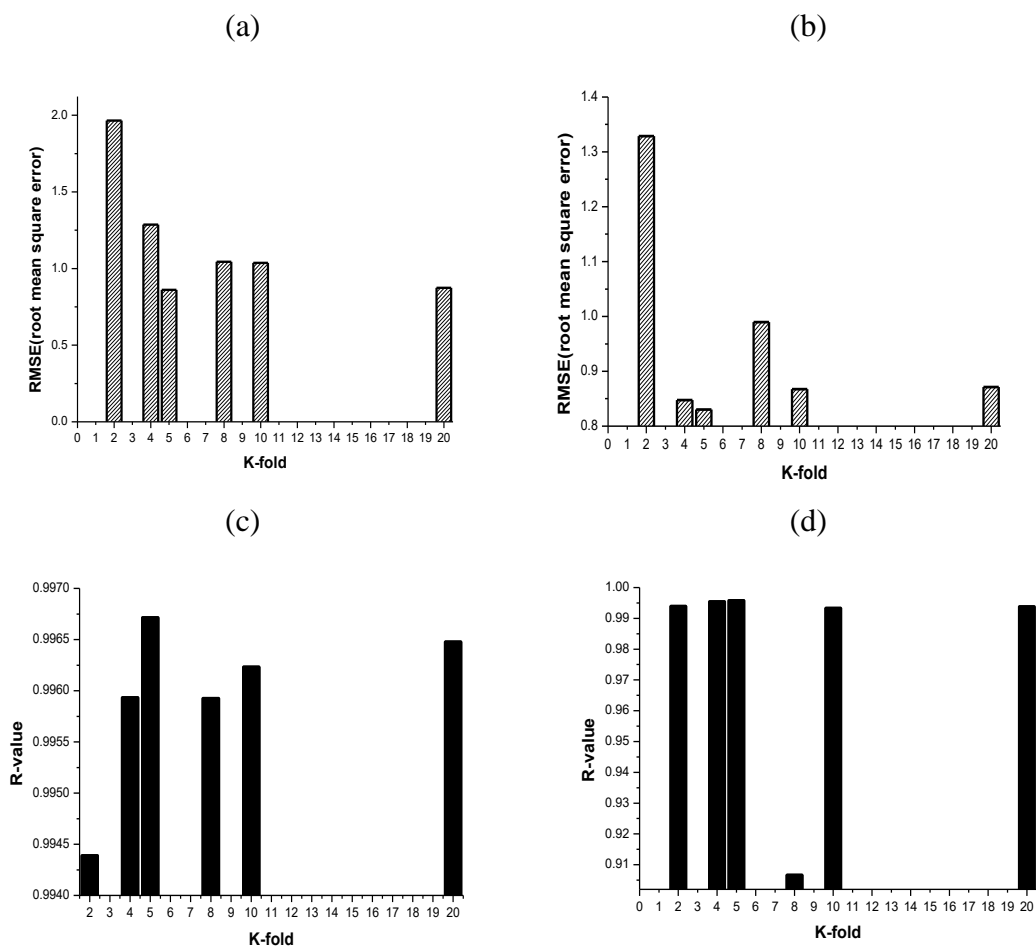 (a)
RMSE(root mean square error)
2.0
1.5
1.0
0.5
0.0
0 1 2 3 4 5 6 7 8 9 10 11 12 13 14 15 16 17 18 19 20
K-fold
(b)
RMSE(root mean square error)
1.4
1.3
1.2
1.1
1.0
0.9
0.8
0 1 2 3 4 5 6 7 8 9 10 11 12 13 14 15 16 17 18 19 20
K-fold
(c)
R-value
0.9970
0.9965
0.9960
0.9955
0.9950
0.9945
0.9940
2 3 4 5 6 7 8 9 10 11 12 13 14 15 16 17 18 19 20
K-fold
(d)
R-value
1.00
0.99
0.98
0.97
0.96
0.95
0.94
0.93
0.92
0.91
0 1 2 3 4 5 6 7 8 9 10 11 12 13 14 15 16 17 18 19 20
K-fold